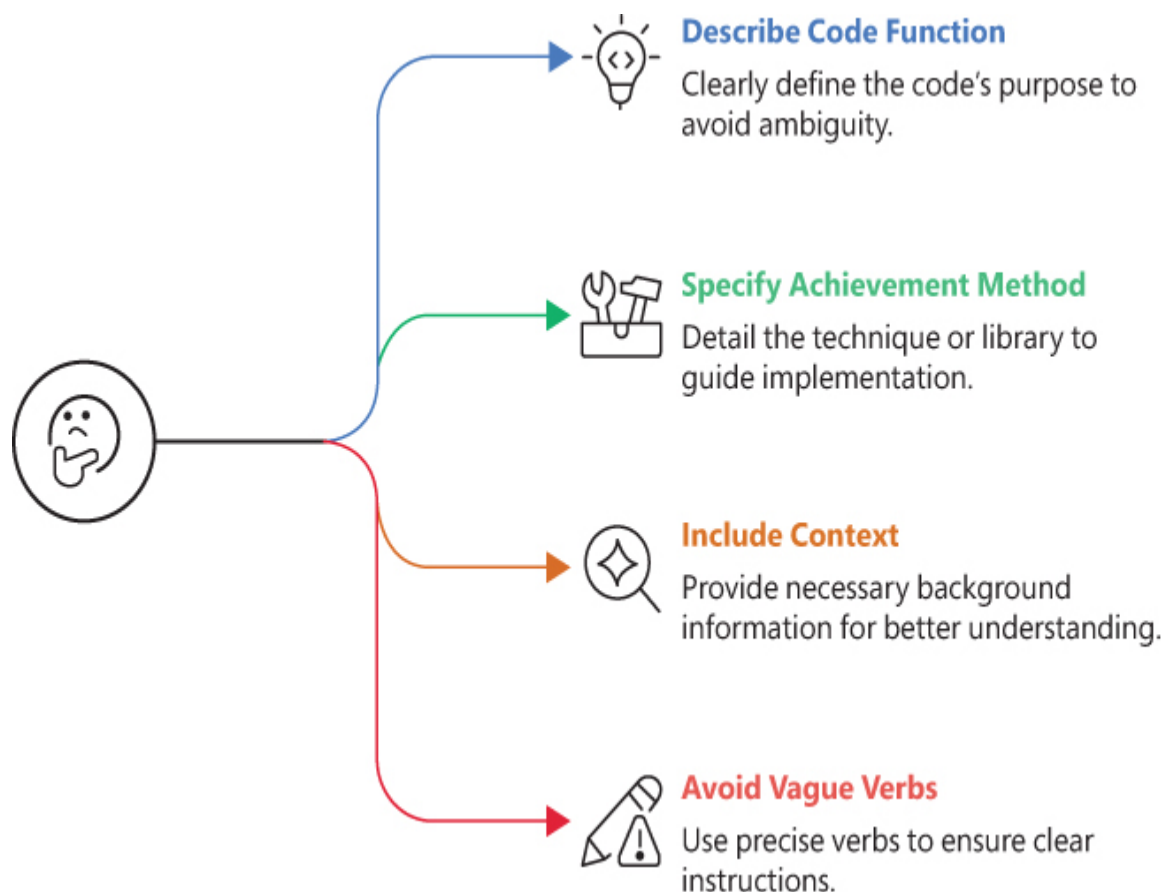 Describe Code Function
Clearly define the code's purpose to
avoid ambiguity.
Specify Achievement Method
Detail the technique or library to
guide implementation.
Include Context
Provide necessary background
information for better understanding.
Avoid Vague Verbs
Use precise verbs to ensure clear
instructions.